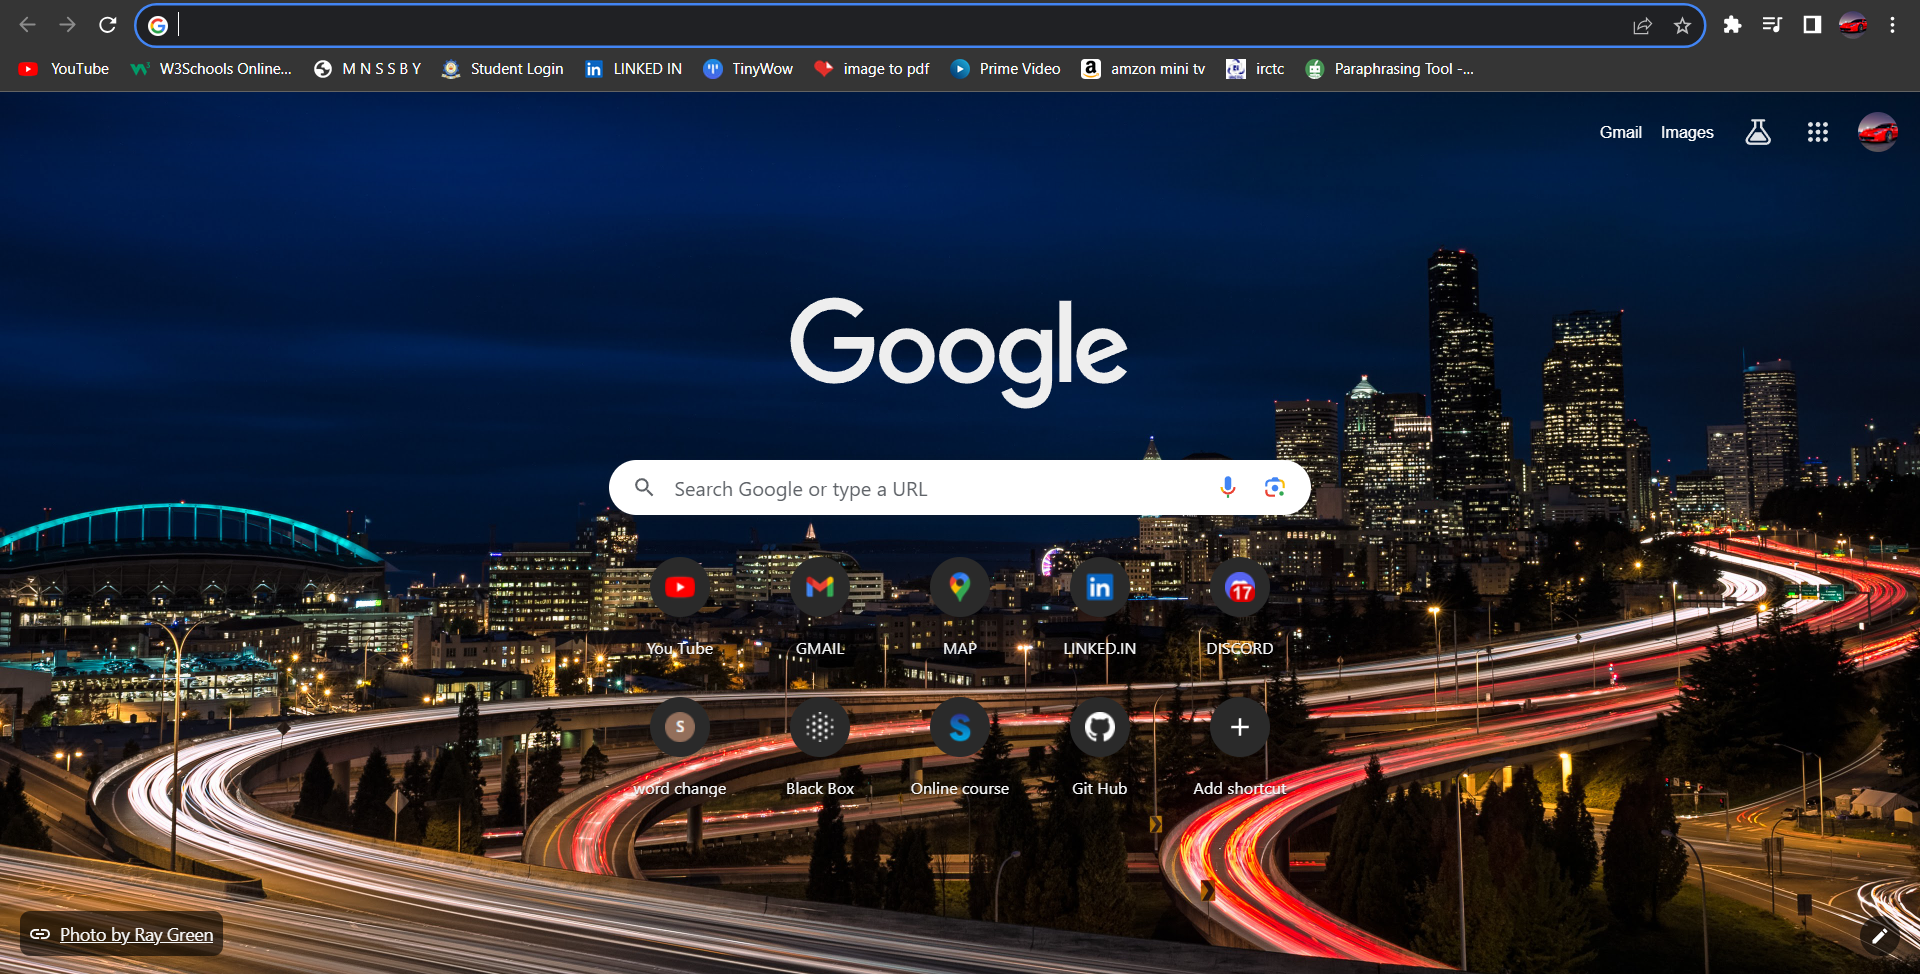 YouTube
W3Schools Online...
M N S S B Y
Student Login
LINKED IN
TinyWow
image to pdf
Prime Video
amzon mini tv
irctc
Paraphrasing Tool -...
Gmail
Images
Google
Search Google or type a URL
You Tube
GMAIL
MAP
LINKED.IN
17
DISCORD
S
word change
Black Box
Online course
Git Hub
Add shortcut
Photo by Ray Green